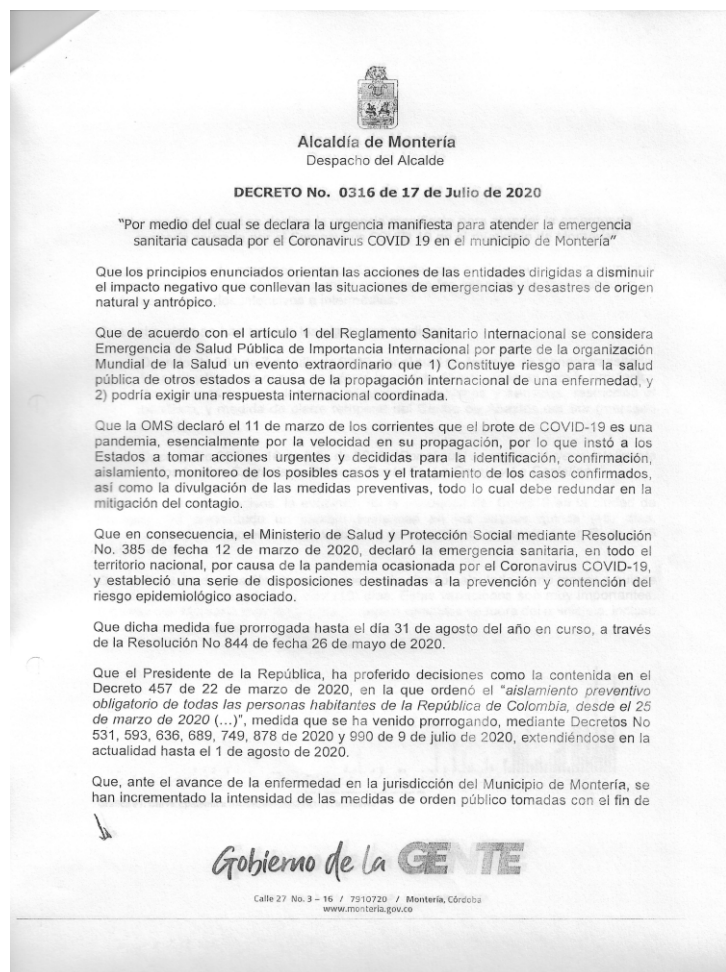 Alcaldía de Montería
Despacho del Alcalde
DECRETO No. 0316 de 17 de Julio de 2020
"Por medio del cual se declara la urgencia manifiesta para atender la emergencia
sanitaria causada por el Coronavirus COVID 19 en el municipio de Montería"
Que los principios enunciados orientan las acciones de las entidades dirigidas a disminuir
el impacto negativo que conllevan las situaciones de emergencias y desastres de origen
natural y antrópico.
Que de acuerdo con el artículo 1 del Reglamento Sanitario Internacional se considera
Emergencia de Salud Pública de Importancia Internacional por parte de la organización
Mundial de la Salud un evento extraordinario que 1) Constituye riesgo para la salud
pública de otros estados a causa de la propagación internacional de una enfermedad, y
2) podría exigir una respuesta internacional coordinada.
Que la OMS declaró el 11 de marzo de los corrientes que el brote de COVID-19 es una
pandemia, esencialmente por la velocidad en su propagación, por lo que instó a los
Estados a tomar acciones urgentes y decididas para la identificación, confirmación,
aislamiento, monitoreo de los posibles casos y el tratamiento de los casos confirmados,
así como la divulgación de las medidas preventivas, todo lo cual debe redundar en la
mitigación del contagio.
Que en consecuencia, el Ministerio de Salud y Protección Social mediante Resolución
No. 385 de fecha 12 de marzo de 2020, declaró la emergencia sanitaria, en todo el
territorio nacional, por causa de la pandemia ocasionada por el Coronavirus COVID-19,
y estableció una serie de disposiciones destinadas a la prevención y contención del
riesgo epidemiológico asociado.
Que dicha medida fue prorrogada hasta el día 31 de agosto del año en curso, a través
de la Resolución No 844 de fecha 26 de mayo de 2020.
Que el Presidente de la República, ha proferido decisiones como la contenida en el
Decreto 457 de 22 de marzo de 2020, en la que ordenó el "aislamiento preventivo
obligatorio de todas las personas habitantes de la República de Colombia, desde el 25
de marzo de 2020 (...)", medida que se ha venido prorrogando, mediante Decretos No
531, 593, 636, 689, 749, 878 de 2020 y 990 de 9 de julio de 2020, extendiéndose en la
actualidad hasta el 1 de agosto de 2020.
Que, ante el avance de la enfermedad en la jurisdicción del Municipio de Montería, se
han incrementado la intensidad de las medidas de orden público tomadas con el fin de
Gobierno de la GENTE
Calle 27 No. 3 – 16 / 7910720 / Montería, Córdoba
www.monteria.gov.co